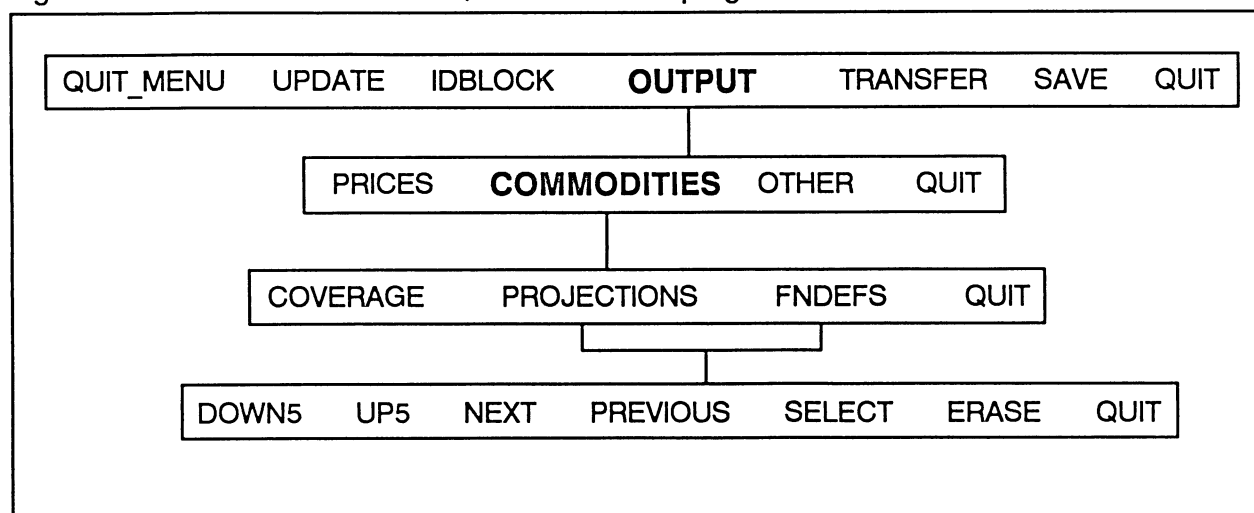 QUIT_MENU UPDATE IDBLOCK OUTPUT TRANSFER SAVE QUIT
PRICES COMMODITIES OTHER QUIT
COVERAGE PROJECTIONS FNDEFS QUIT
DOWN5 UP5 NEXT PREVIOUS SELECT ERASE QUIT